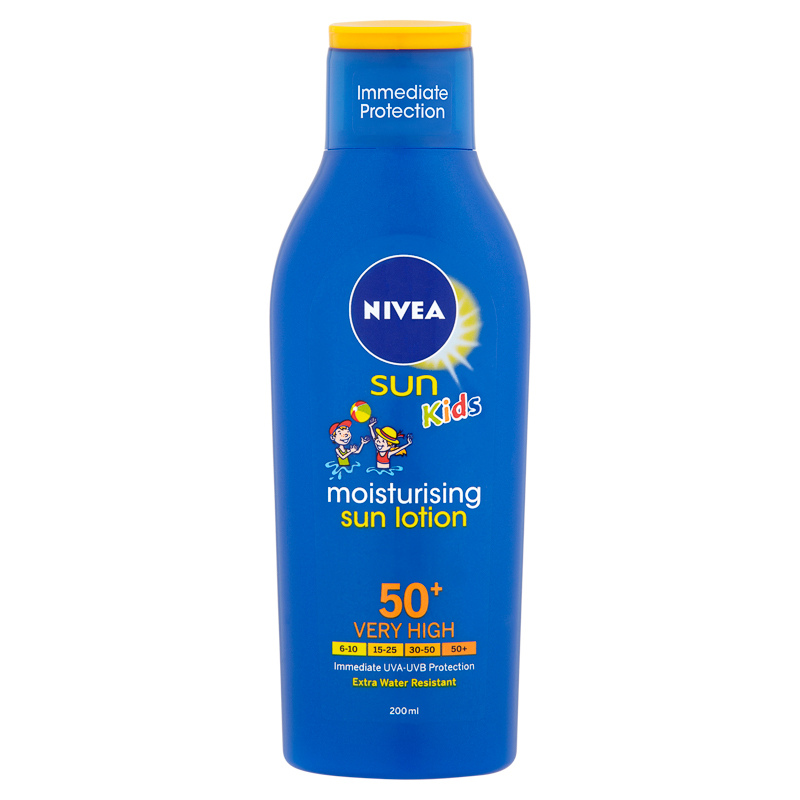 Immediate
Protection
NIVEA
sun
Kids
moisturising
sun lotion
50+
VERY HIGH
6-10 15-25 30-50 50+
Immediate UVA-UVB Protection
Extra Water Resistant
200ml